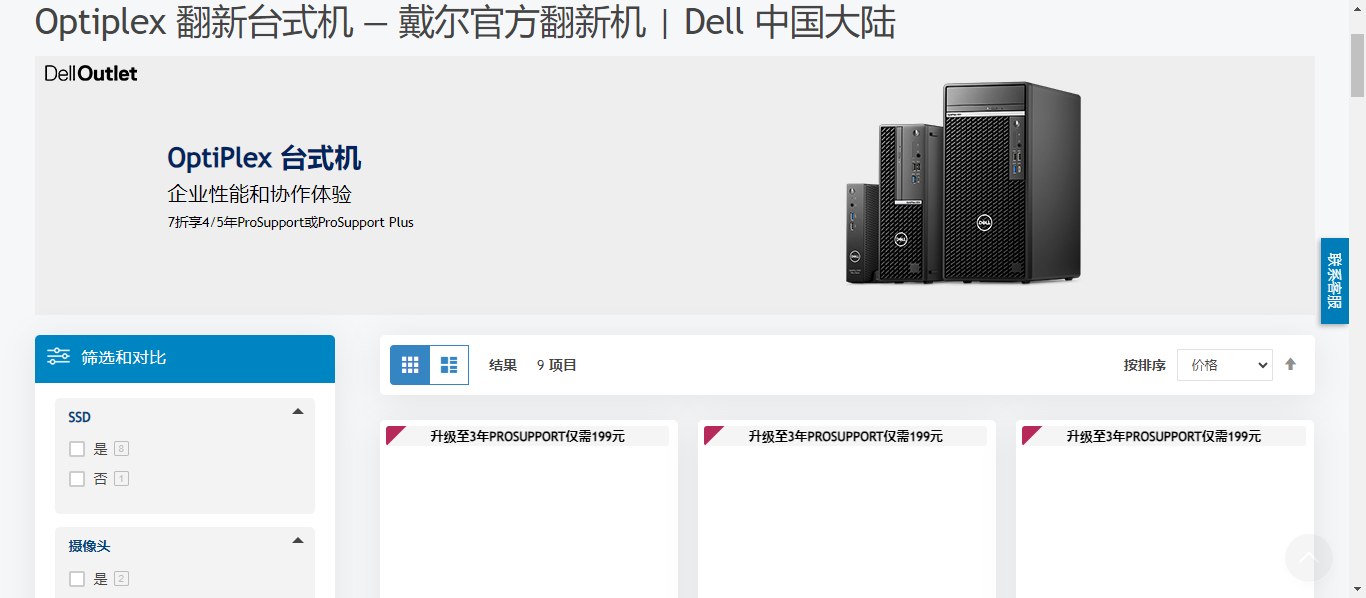 Optiplex 翻新台式机 — 戴尔官方翻新机 | Dell 中国大陆
DellOutlet
OptiPlex 台式机
企业性能和协作体验
7折享4/5年ProSupport或ProSupport Plus
联系客服
筛选和对比
结果 9 项目
按排序 价格
SSD
是 8
否 1
摄像头
是 2
升级至3年PROSUPPORT仅需199元
升级至3年PROSUPPORT仅需199元
升级至3年PROSUPPORT仅需199元
DELL
DELL
DELL